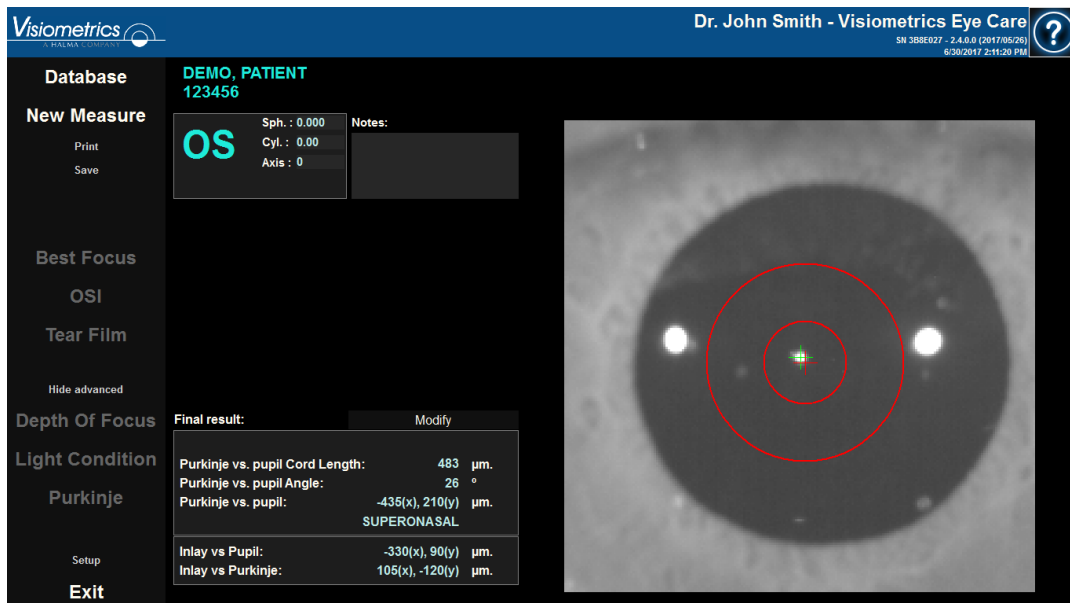 Visiometrics
A HALMA COMPANY
Dr. John Smith - Visiometrics Eye Care
SN 3B8E027 - 2.4.0.0 (2017/05/26)
6/30/2017 2:11:20 PM
?
Database
New Measure
Print
Save
Best Focus
OSI
Tear Film
Hide advanced
Depth Of Focus
Light Condition
Purkinje
Setup
Exit
DEMO, PATIENT
123456
OS
Sph. : 0.000
Cyl. : 0.00
Axis : 0
Notes:
Final result: Modify
Purkinje vs. pupil Cord Length: 483 µm.
Purkinje vs. pupil Angle: 26 º
Purkinje vs. pupil: -435(x), 210(y) µm.
SUPERONASAL
Inlay vs Pupil: -330(x), 90(y) µm.
Inlay vs Purkinje: 105(x), -120(y) µm.